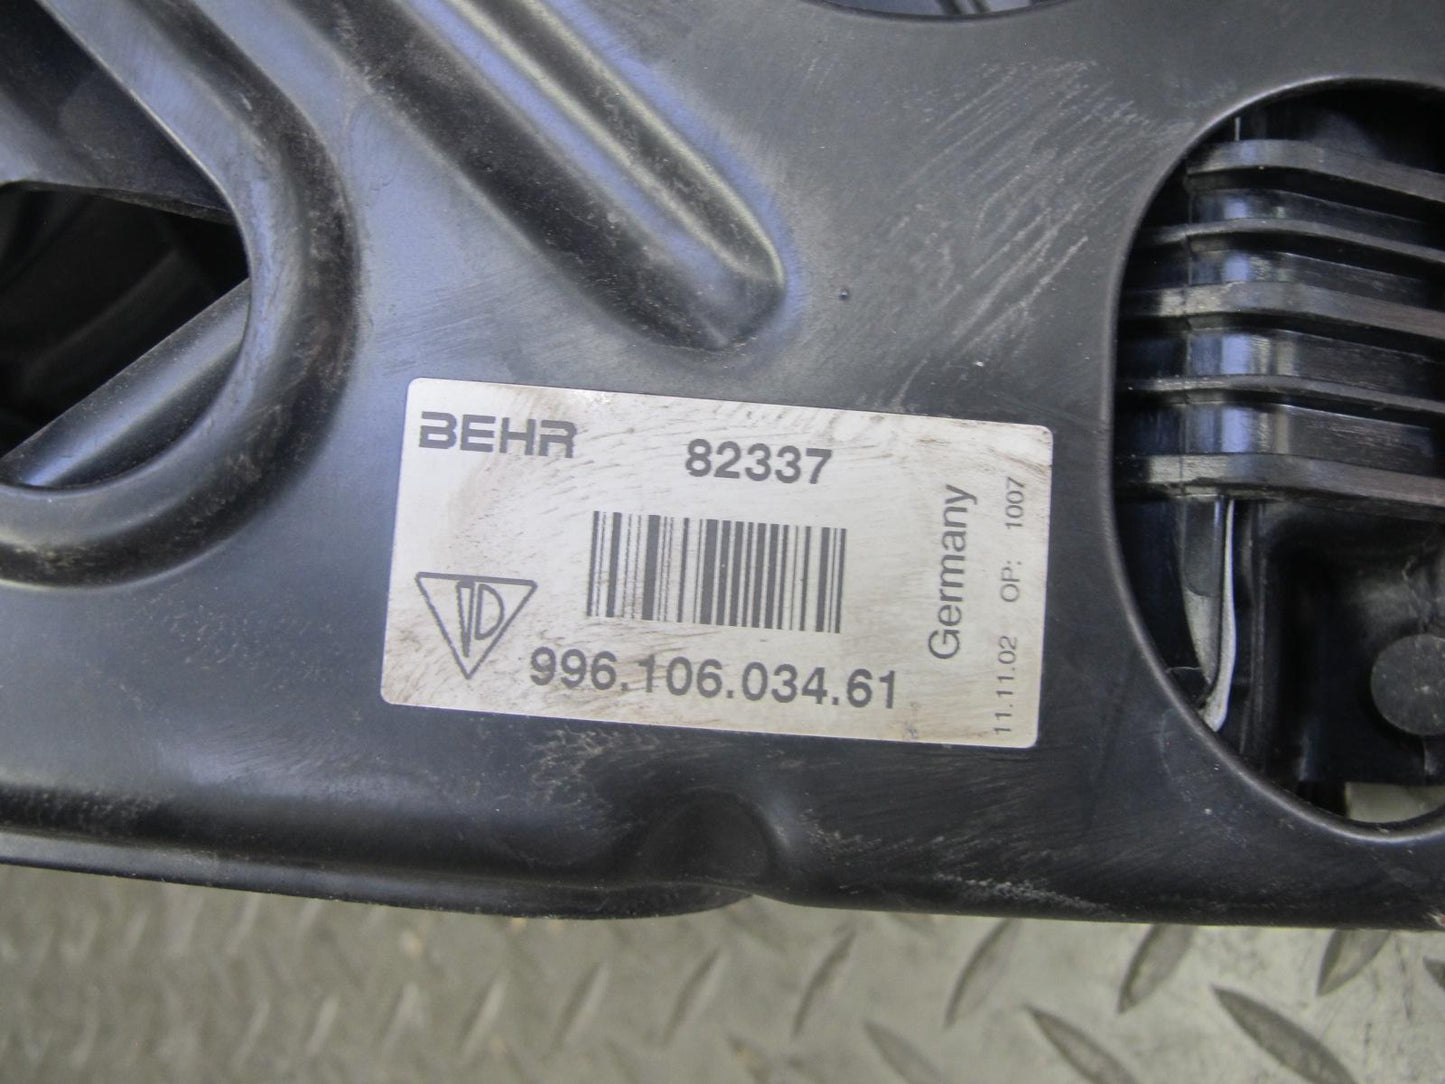 BEHR 82337
996.106.034.61
Germany
11.11.02 OP: 1007